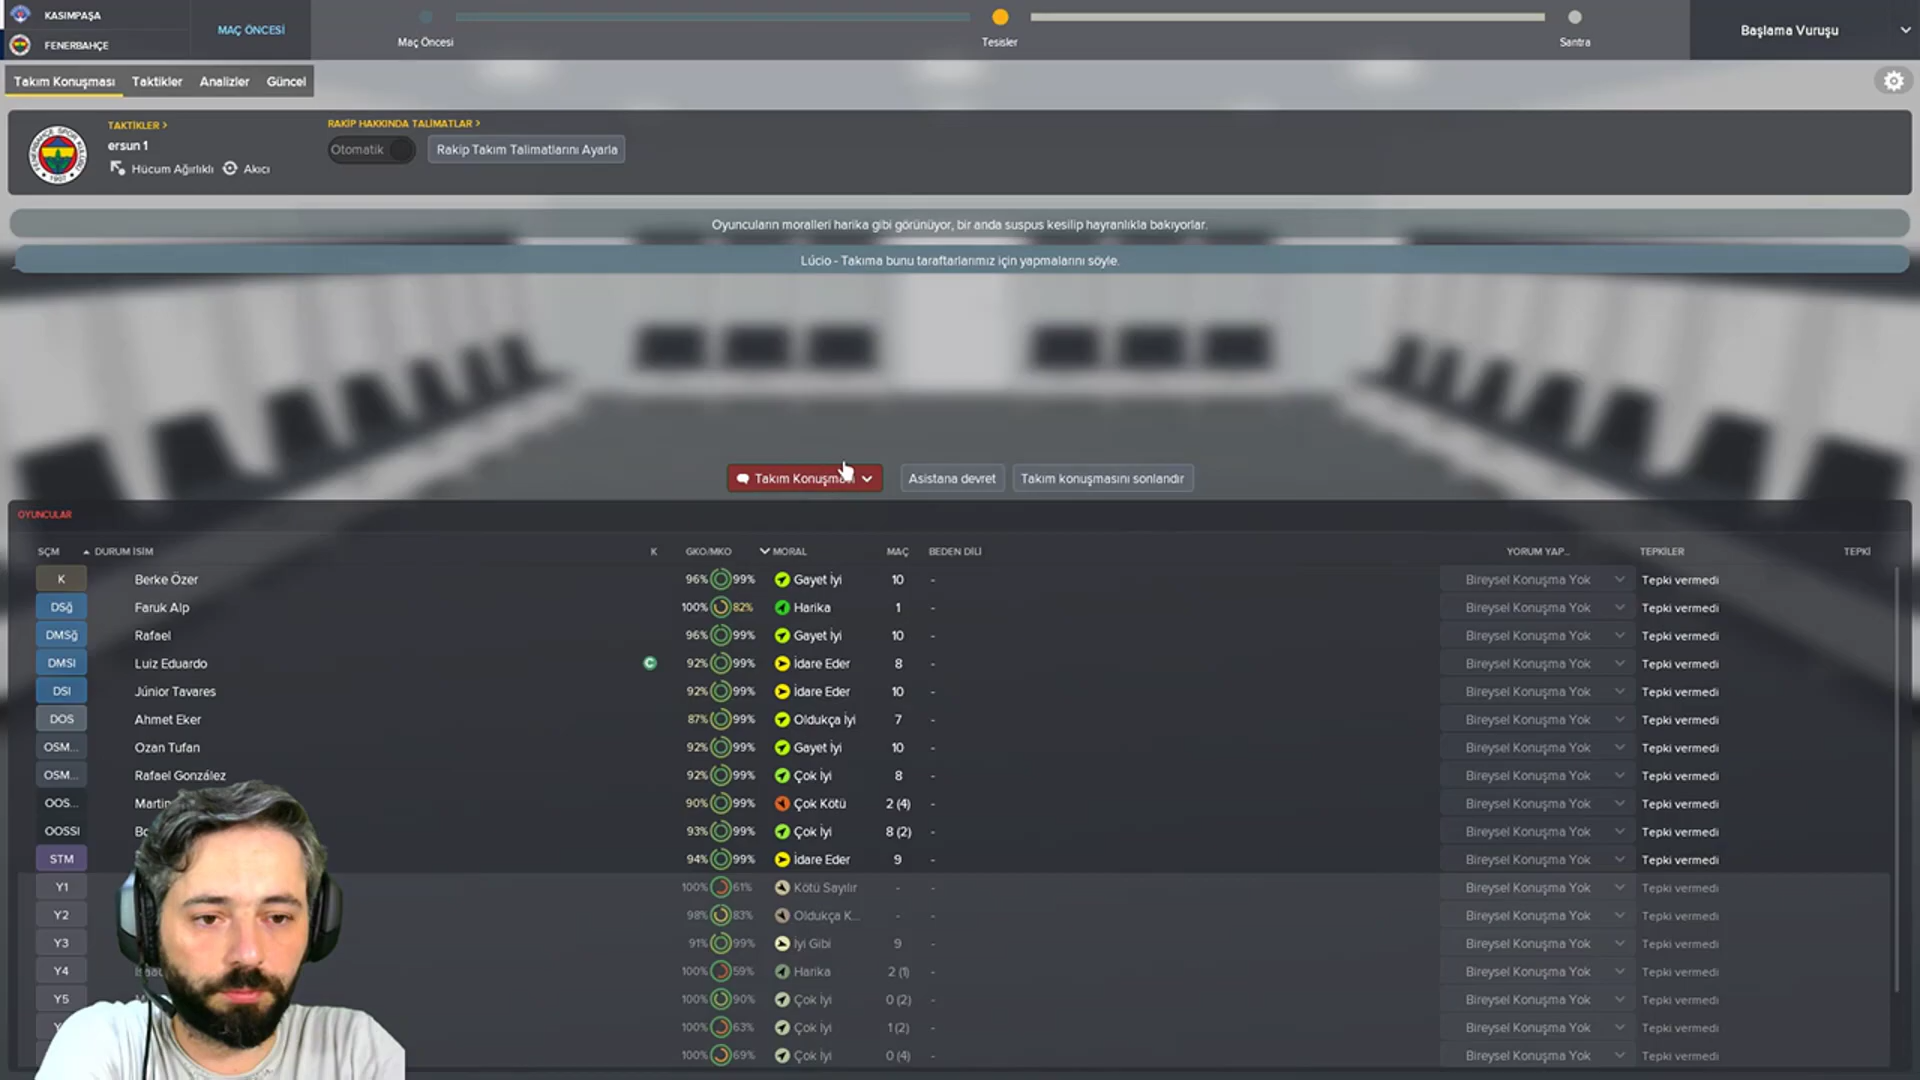 KASIMPAŞA
FENERBAHÇE
MAÇ ÖNCESİ
Maç Öncesi
Tesisler
Santra
Başlama Vuruşu
Takım Konuşması Taktikler Analizler Güncel
TAKTİKLER >
ersun 1
Hücum Ağırlıklı Akıcı
RAKİP HAKKINDA TALİMATLAR >
Otomatik Rakip Takım Talimatlarını Ayarla
Oyuncuların moralleri harika gibi görünüyor, bir anda suspus kesilip hayranlıkla bakıyorlar.
Lúcio - Takıma bunu taraftarlarımız için yapmalarını söyle.
Takım Konuşma Asistana devret Takım konuşmasını sonlandır
OYUNCULAR
SÇM DURUM İSİM K GKO/MKO MORAL MAÇ BEDEN DİLİ YORUM YAP... TEPKİLER TEPKİ
K Berke Özer 96% 99% Gayet İyi 10 - Bireysel Konuşma Yok Tepki vermedi
DSğ Faruk Alp 100% 82% Harika 1 - Bireysel Konuşma Yok Tepki vermedi
DMSğ Rafael 96% 99% Gayet İyi 10 - Bireysel Konuşma Yok Tepki vermedi
DMSl Luiz Eduardo C 92% 99% İdare Eder 8 - Bireysel Konuşma Yok Tepki vermedi
DSl Júnior Tavares 92% 99% İdare Eder 10 - Bireysel Konuşma Yok Tepki vermedi
DOS Ahmet Eker 87% 99% Oldukça İyi 7 - Bireysel Konuşma Yok Tepki vermedi
OSM... Ozan Tufan 92% 99% Gayet İyi 10 - Bireysel Konuşma Yok Tepki vermedi
OSM... Rafael González 92% 99% Çok İyi 8 - Bireysel Konuşma Yok Tepki vermedi
OOS... Martin 90% 99% Çok Kötü 2 (4) - Bireysel Konuşma Yok Tepki vermedi
OOSSl Bo 93% 99% Çok İyi 8 (2) - Bireysel Konuşma Yok Tepki vermedi
STM 94% 99% İdare Eder 9 - Bireysel Konuşma Yok Tepki vermedi
Y1 100% 61% Kötü Sayılır - - Bireysel Konuşma Yok Tepki vermedi
Y2 98% 83% Oldukça K... - - Bireysel Konuşma Yok Tepki vermedi
Y3 91% 99% İyi Gibi 9 - Bireysel Konuşma Yok Tepki vermedi
Y4 100% 59% Harika 2 (1) - Bireysel Konuşma Yok Tepki vermedi
Y5 100% 90% Çok İyi 0 (2) - Bireysel Konuşma Yok Tepki vermedi
100% 63% Çok İyi 1 (2) - Bireysel Konuşma Yok Tepki vermedi
100% 69% Çok İyi 0 (4) - Bireysel Konuşma Yok Tepki vermedi